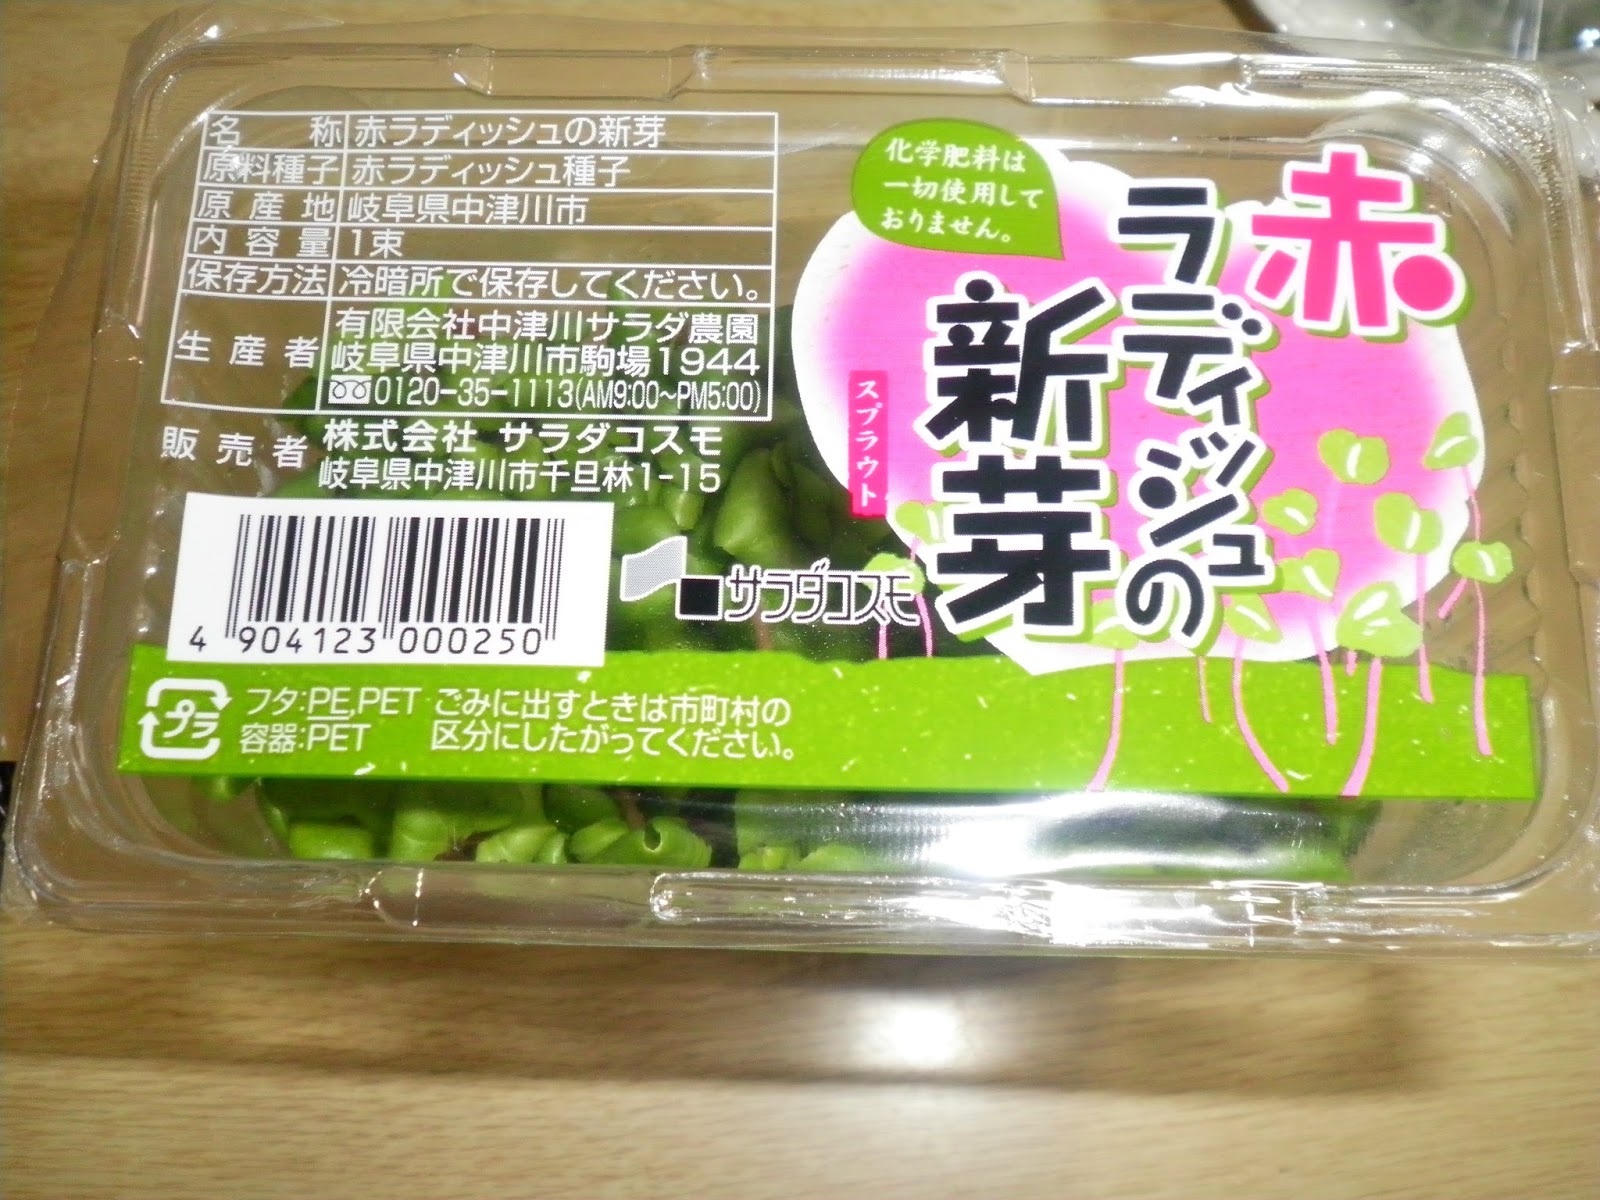 名 称 赤ラディッシュの新芽
原料種子 赤ラディッシュ種子
原産地 岐阜県中津川市
内容量 1束
保存方法 冷暗所で保存してください。
生産者 有限会社中津川サラダ農園
岐阜県中津川市駒場1944
0120-35-1113(AM9:00~PM5:00)
販売者 株式会社 サラダコスモ
岐阜県中津川市千旦林1-15
4 904123 000250
サラダコスモ
化学肥料は
一切使用して
おりません。
赤
ラディッシュの
新芽
スプラウト
プラ
フタ:PE,PET
容器:PET
ごみに出すときは市町村の
区分にしたがってください。